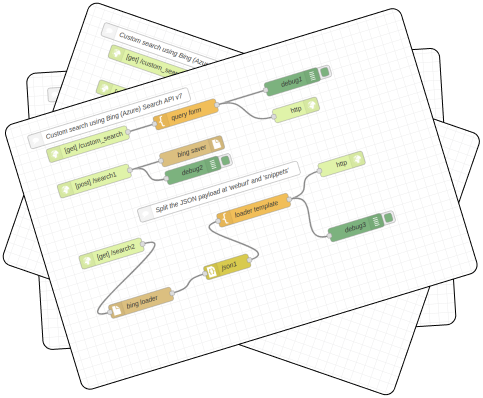 Custom search using Bing (Azu
[get] /custom_sea
Custom search using Bing (Azure) Search API v7
[get] /custom_search
query form
debug1
http
[post] /search1
bing saver
debug2
Split the JSON payload at 'weburl' and 'snippets'
http
loader template
debug3
[get] /search2
json1
bing loader